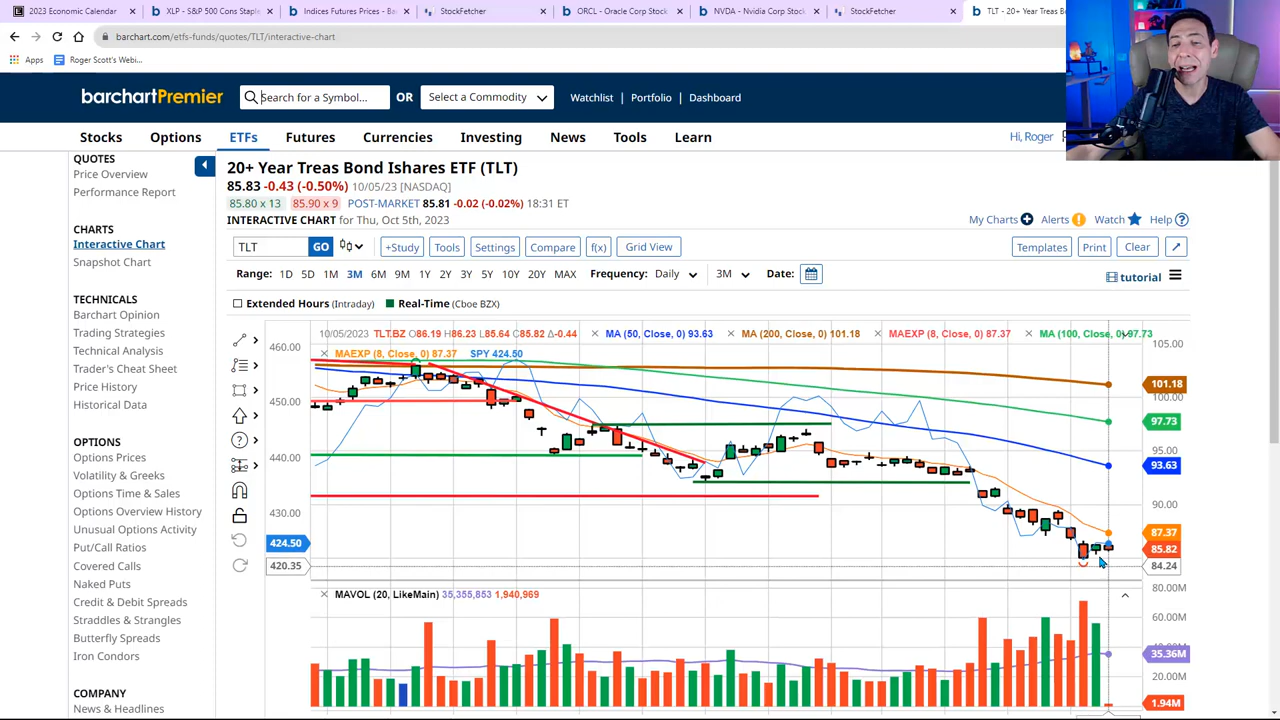 2023 Economic Calendar
XLP - S&P 500 Cons Staple
Indices Futures Prices - Ba
StockFetcher
ORCL - Oracle Corp Stock
NVDA - Nvidia Corp Stock
StockFetcher
TLT - 20+ Year Treas B
barchart.com/etfs-funds/quotes/TLT/interactive-chart
Apps
Roger Scott's Webi...
barchartPremier
Search for a Symbol...
OR
Select a Commodity
Watchlist | Portfolio | Dashboard
Stocks Options ETFs Futures Currencies Investing News Tools Learn
Hi, Roger
QUOTES
Price Overview
Performance Report
CHARTS
Interactive Chart
Snapshot Chart
TECHNICALS
Barchart Opinion
Trading Strategies
Technical Analysis
Trader's Cheat Sheet
Price History
Historical Data
OPTIONS
Options Prices
Volatility & Greeks
Options Time & Sales
Options Overview History
Unusual Options Activity
Put/Call Ratios
Covered Calls
Naked Puts
Credit & Debit Spreads
Straddles & Strangles
Butterfly Spreads
Iron Condors
COMPANY
News & Headlines
20+ Year Treas Bond Ishares ETF (TLT)
85.83 -0.43 (-0.50%) 10/05/23 [NASDAQ]
85.80 x 13 85.90 x 9 POST-MARKET 85.81 -0.02 (-0.02%) 18:31 ET
INTERACTIVE CHART for Thu, Oct 5th, 2023
My Charts Alerts Watch Help
TLT GO +Study Tools Settings Compare f(x) Grid View
Templates Print Clear
Range: 1D 5D 1M 3M 6M 9M 1Y 2Y 3Y 5Y 10Y 20Y MAX Frequency: Daily 3M Date:
tutorial
Extended Hours (Intraday) Real-Time (Cboe BZX)
10/05/2023 TLT.BZ O86.19 H86.23 L85.64 C85.82 Δ-0.44 MA (50, Close, 0) 93.63 MA (200, Close, 0) 101.18 MAEXP (8, Close, 0) 87.37 MA (100, Close, 0) 97.73
MAEXP (8, Close, 0) 87.37 SPY 424.50
460.00
450.00
440.00
430.00
424.50
420.35
105.00
101.18
100.00
97.73
95.00
93.63
90.00
87.37
85.82
84.24
MAVOL (20, LikeMain) 35,355,853 1,940,969
80.00M
60.00M
35.36M
20.00M
1.94M